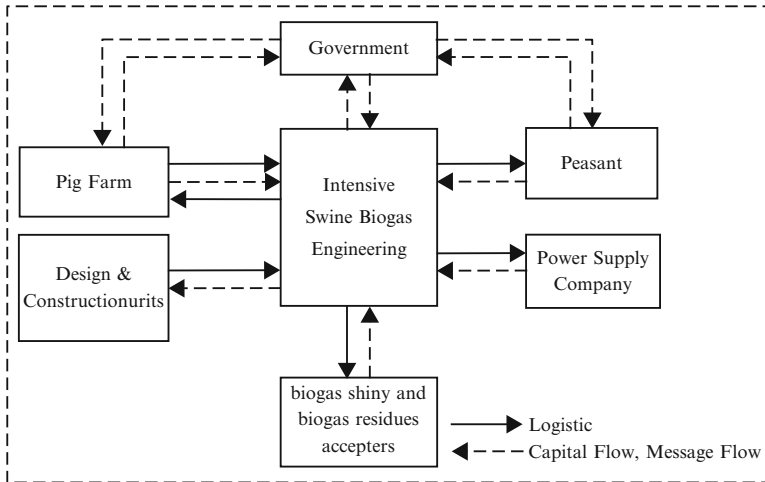 Government
Pig Farm
Intensive
Swine Biogas
Engineering
Peasant
Design &
Constructionurits
Power Supply
Company
biogas shiny and
biogas residues
accepters
Logistic
Capital Flow, Message Flow